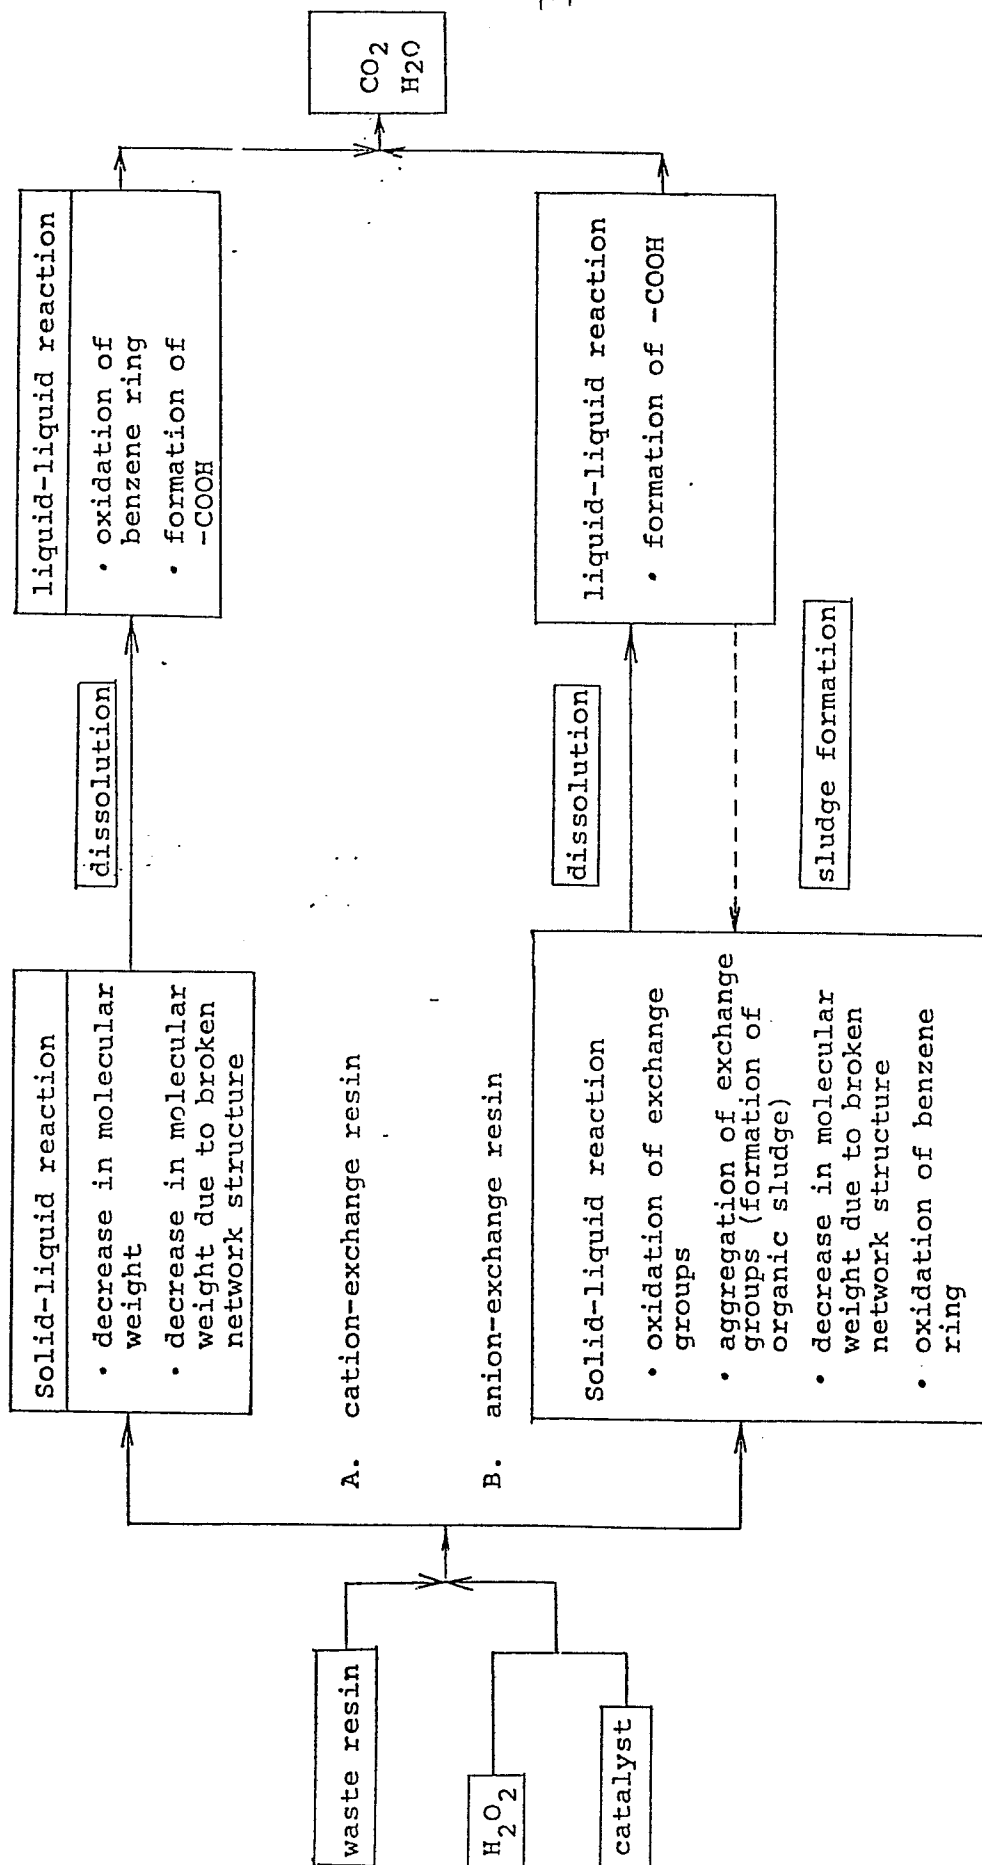 waste resin
H₂O₂
catalyst
A. cation-exchange resin
B. anion-exchange resin
Solid-liquid reaction
• decrease in molecular
weight
• decrease in molecular
weight due to broken
network structure
dissolution
liquid-liquid reaction
• oxidation of
benzene ring
• formation of
-COOH
Solid-liquid reaction
• oxidation of exchange
groups
• aggregation of exchange
groups (formation of
organic sludge)
• decrease in molecular
weight due to broken
network structure
• oxidation of benzene
ring
dissolution
sludge formation
liquid-liquid reaction
• formation of -COOH
CO₂
H₂O